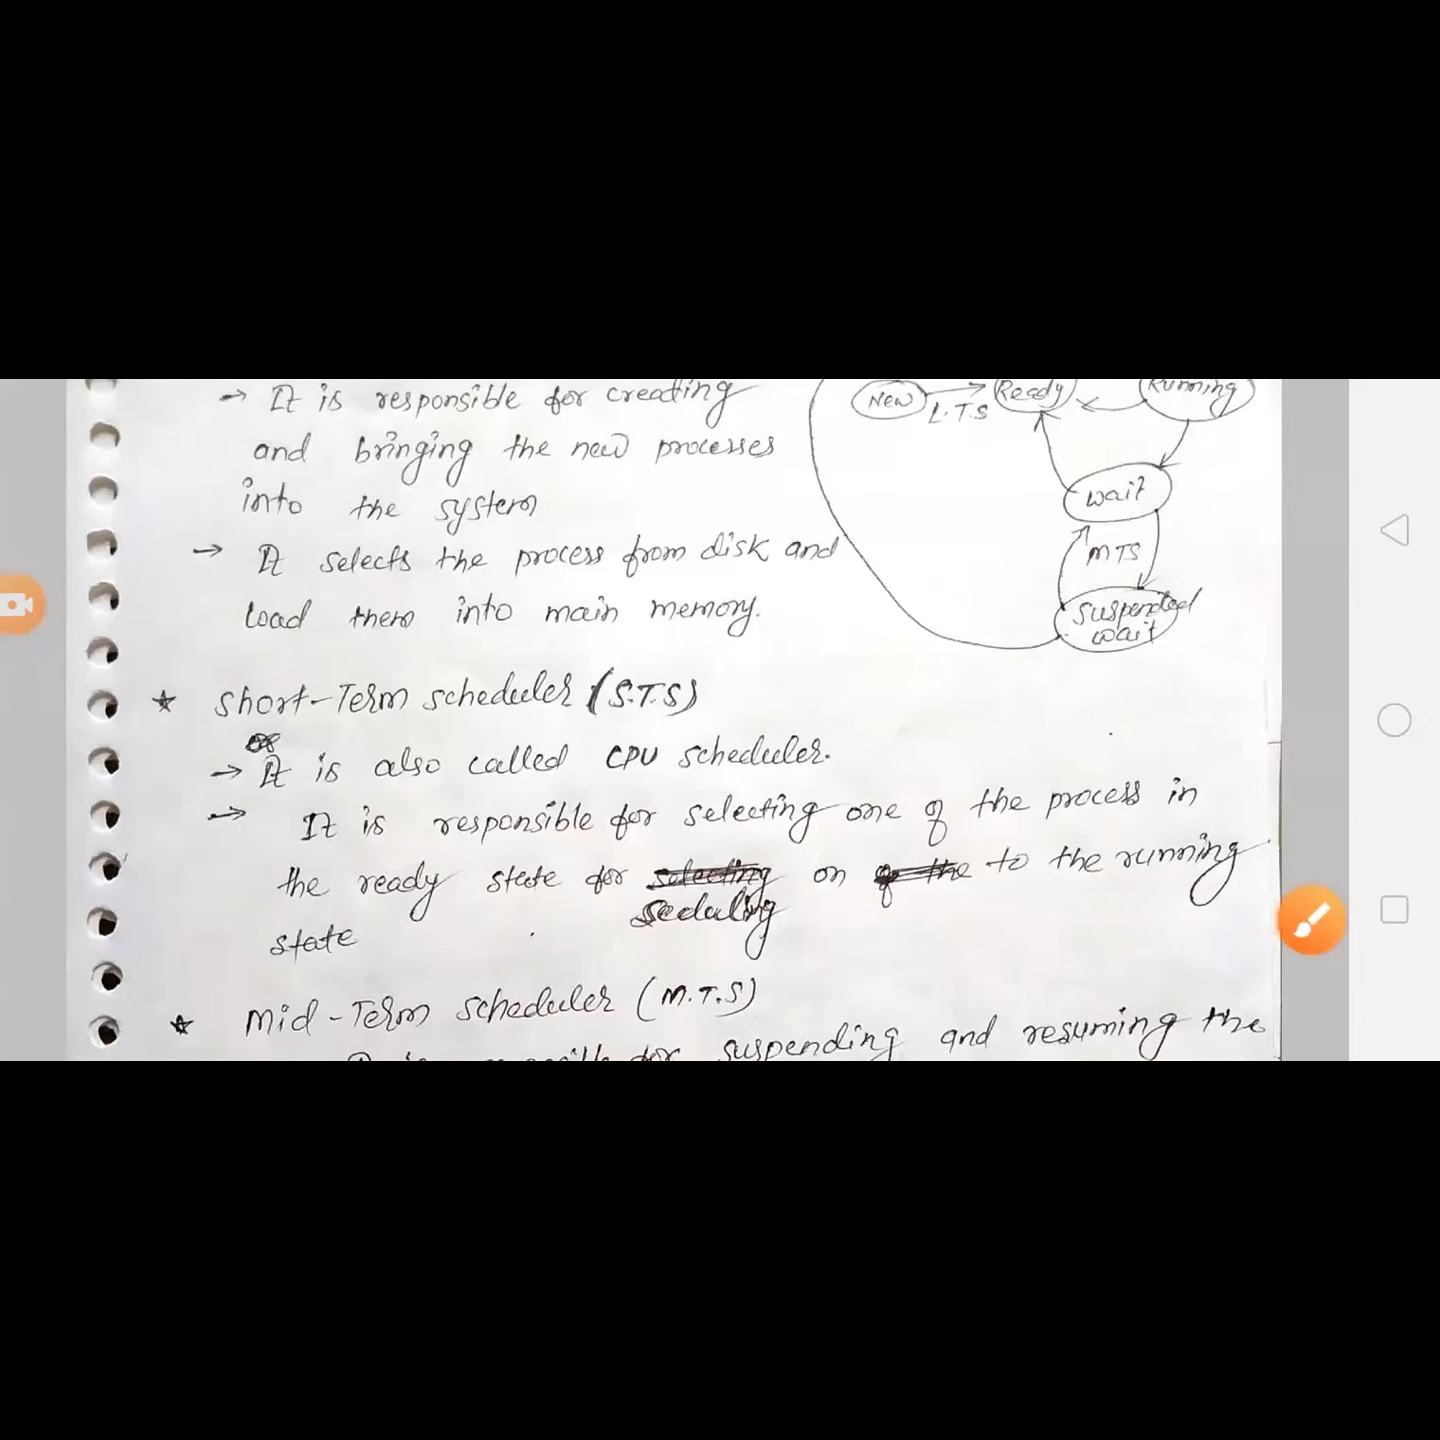 → It is responsible for creating
and bringing the new processes
into the system
→ It selects the process from disk and
load them into main memory.
New
L.T.S
Ready
Running
wait
MTS
suspended
wait
★ Short-Term scheduler (S.T.S)
→ It is also called CPU scheduler.
→ It is responsible for selecting one of the process in
the ready state for on to the running
seduling
state
★ Mid-Term scheduler (M.T.S)
for suspending and resuming the